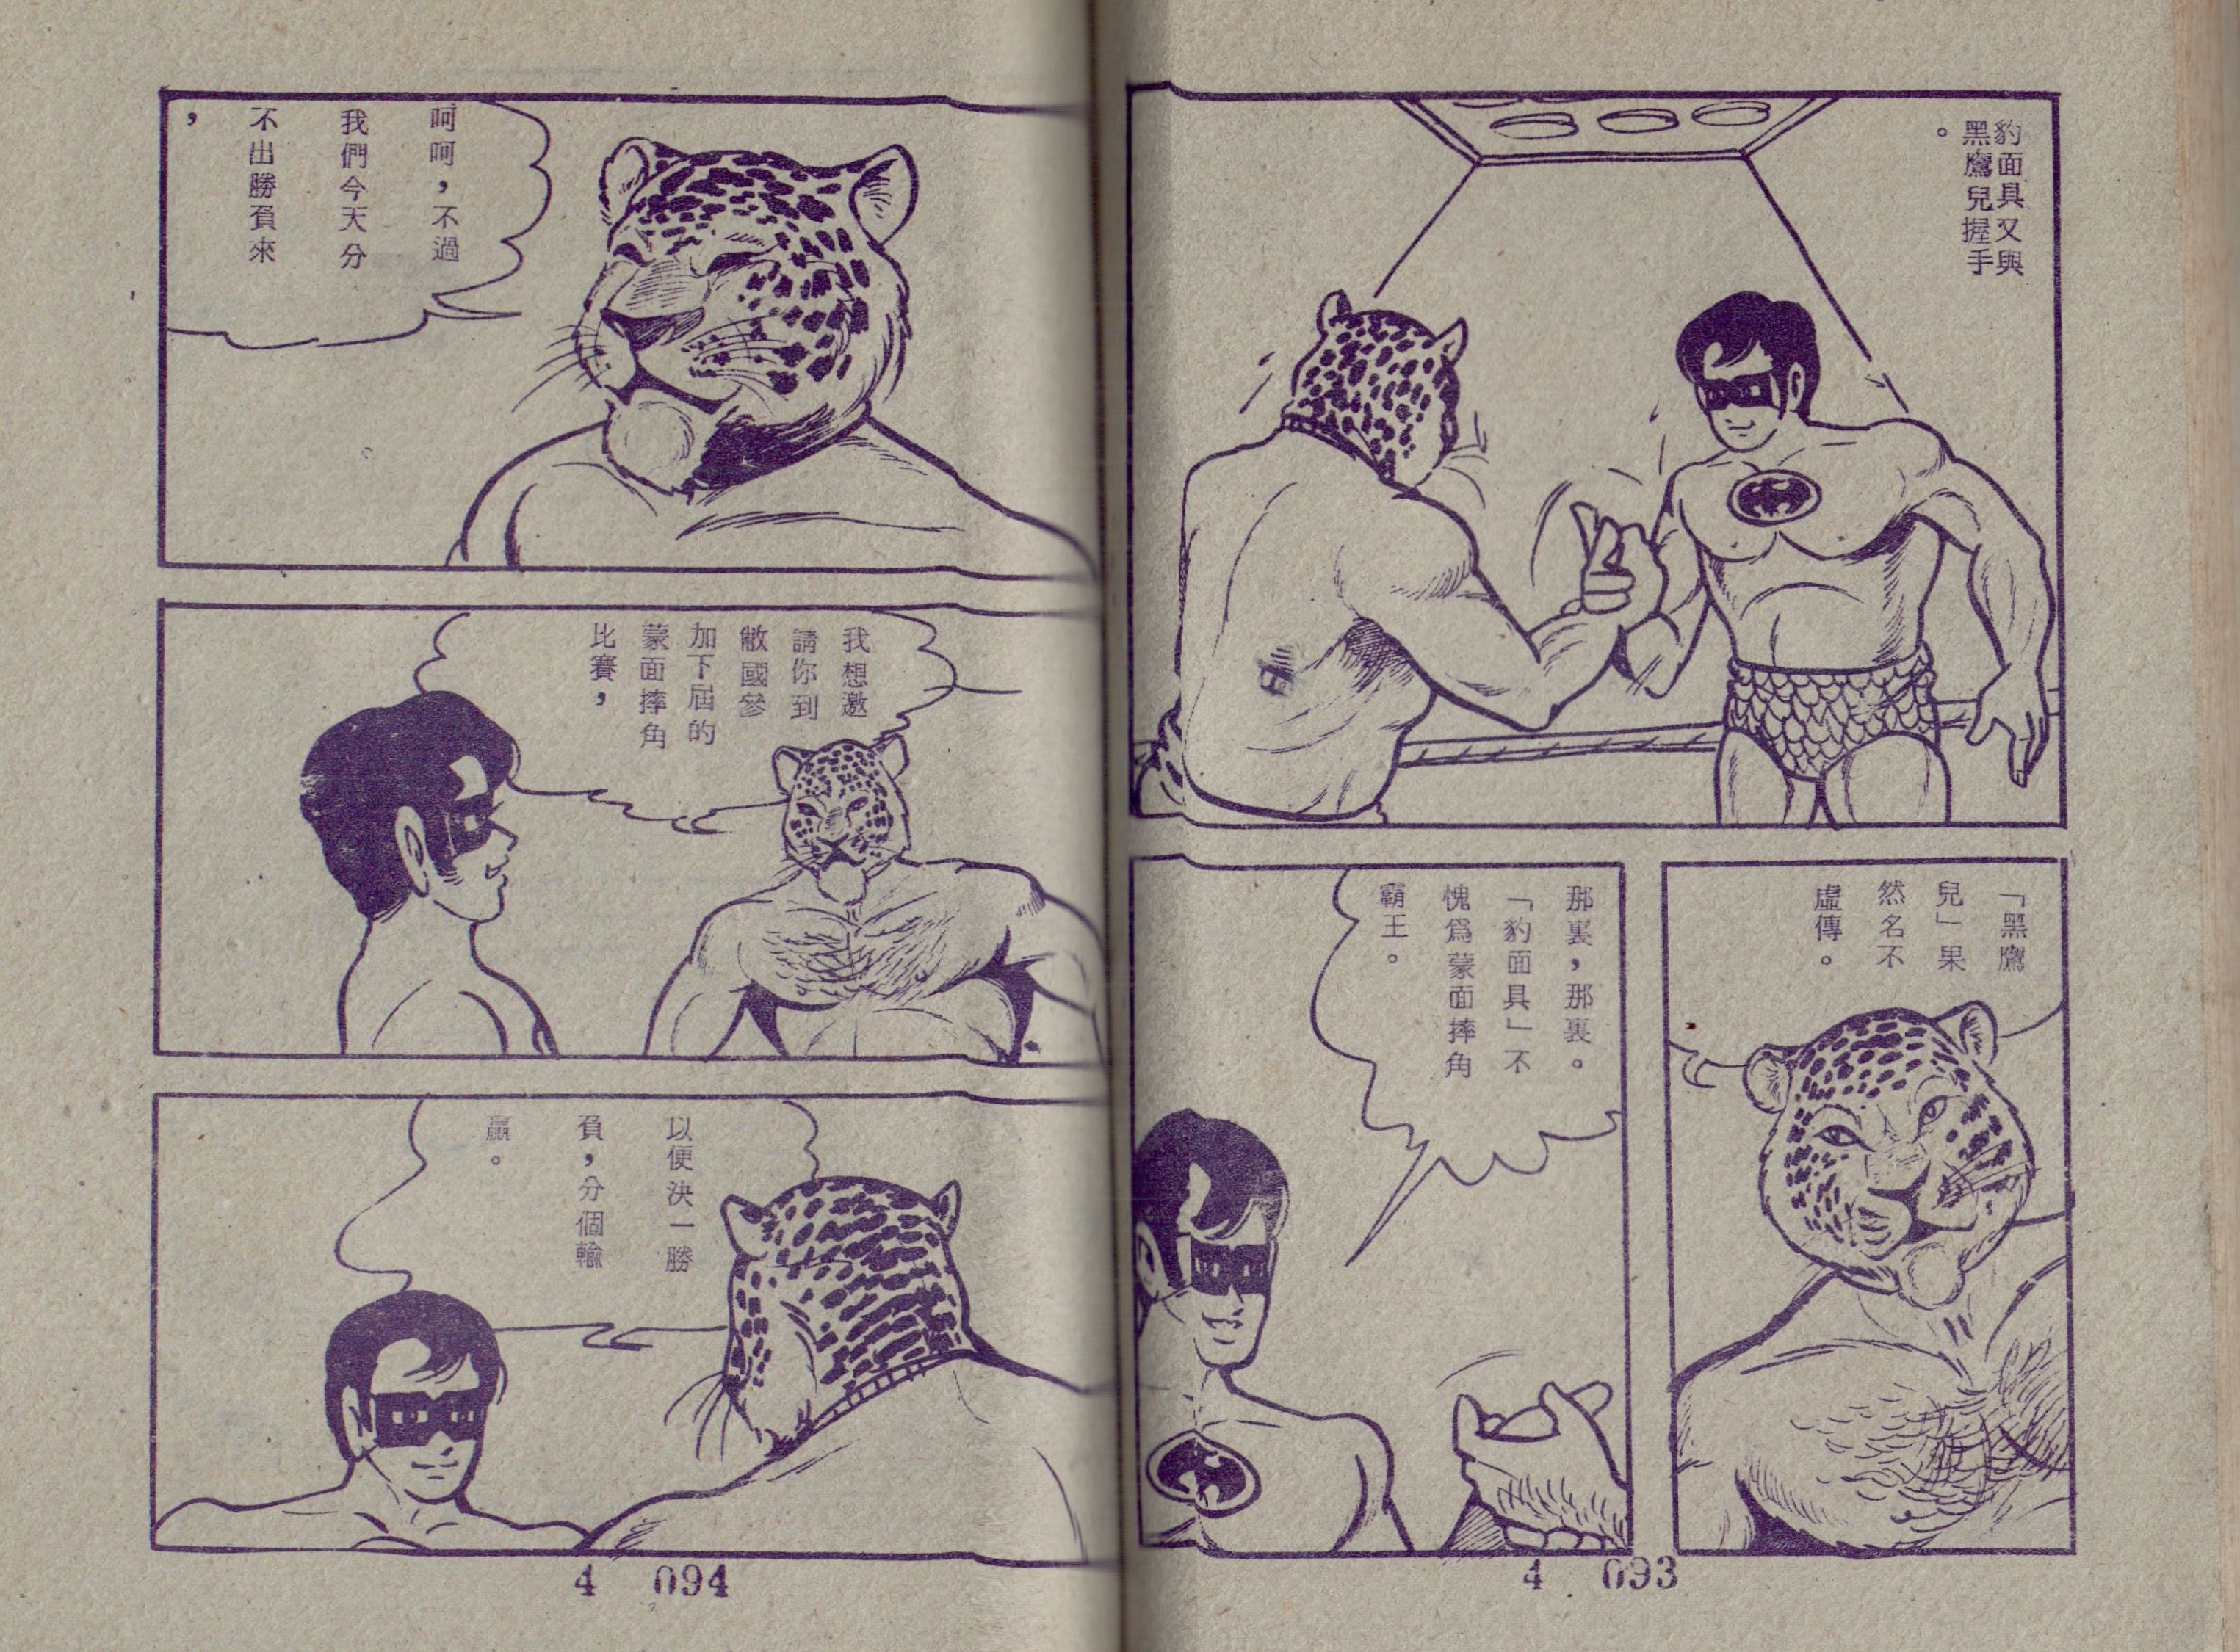 豹面具又與
黑鷹兒握手
。
「黑鷹
兒」果
然名不
虛傳。
那裏，那裏。
「豹面具」不
愧爲蒙面摔角
霸王。
4 093
呵呵，不過
我們今天分
不出勝負來
，
我想邀
請你到
敝國參
加下屆的
蒙面摔角
比賽，
以便決一勝
負，分個輸
贏。
4 094